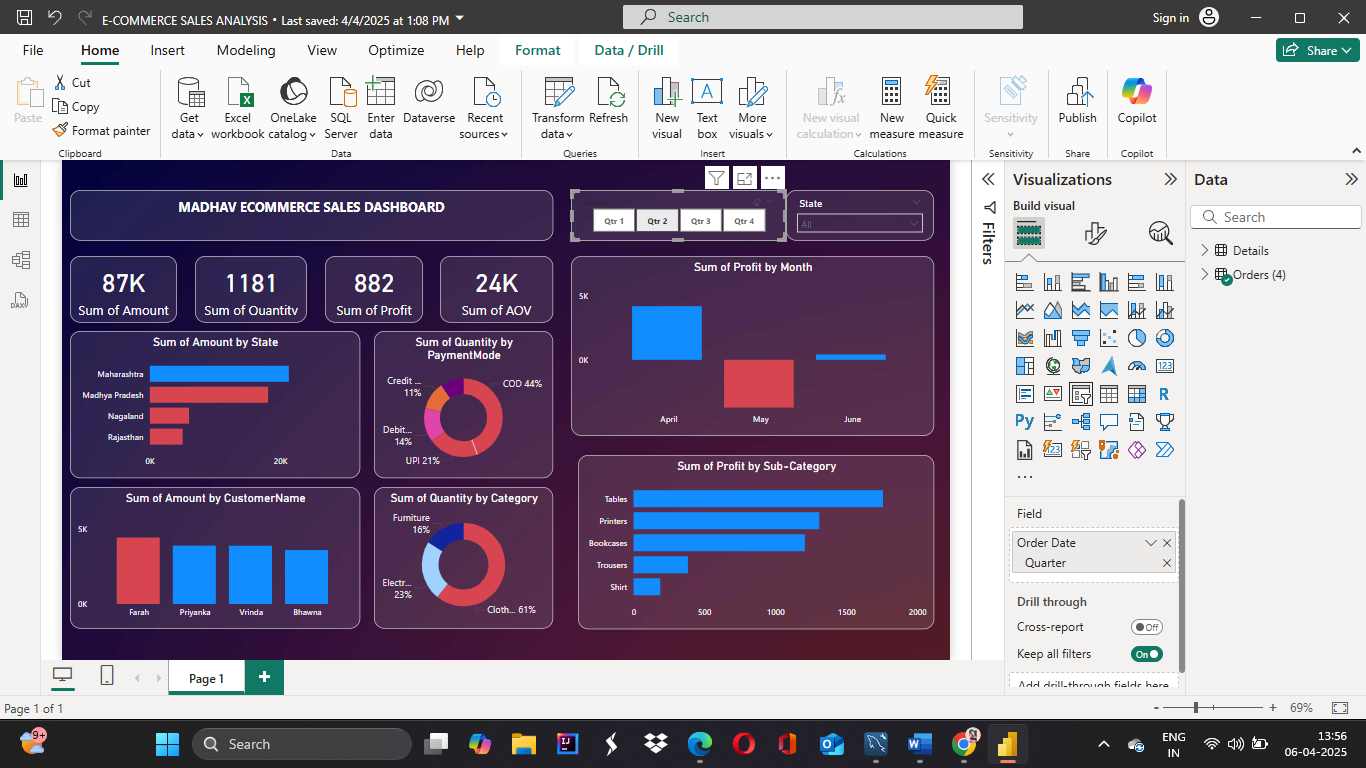 E-COMMERCE SALES ANALYSIS • Last saved: 4/4/2025 at 1:08 PM
Search
Sign in
File
Home
Insert
Modeling
View
Optimize
Help
Format
Data / Drill
Share
Paste
Cut
Copy
Format painter
Clipboard
Get data
Excel workbook
OneLake catalog
SQL Server
Enter data
Dataverse
Recent sources
Data
Transform data
Refresh
Queries
New visual
Text box
More visuals
Insert
New visual calculation
New measure
Quick measure
Calculations
Sensitivity
Sensitivity
Publish
Share
Copilot
Copilot
MADHAV ECOMMERCE SALES DASHBOARD
Qtr 1
Qtr 2
Qtr 3
Qtr 4
State
All
87K
Sum of Amount
1181
Sum of Quantity
882
Sum of Profit
24K
Sum of AOV
Sum of Profit by Month
5K
0K
April
May
June
Sum of Amount by State
Maharashtra
Madhya Pradesh
Nagaland
Rajasthan
0K
20K
Sum of Quantity by
PaymentMode
Credit ...
11%
COD 44%
Debit...
14%
UPI 21%
Sum of Profit by Sub-Category
Tables
Printers
Bookcases
Trousers
Shirt
0
500
1000
1500
2000
Sum of Amount by CustomerName
5K
0K
Farah
Priyanka
Vrinda
Bhawna
Sum of Quantity by Category
Furniture
16%
Electr...
23%
Cloth... 61%
Filters
Visualizations
Build visual
123
R
Py
123
...
Field
Order Date
Quarter
Drill through
Cross-report
Off
Keep all filters
On
Add drill-through fields here
Data
Search
Details
Orders (4)
DAX
Page 1
Page 1 of 1
- + 69%
9+
Search
IJ
ENG
IN
13:56
06-04-2025